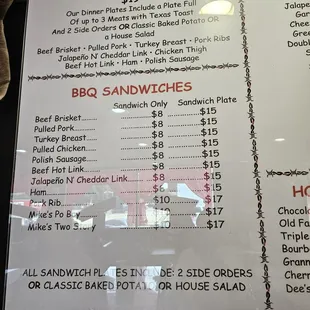 Our Dinner Plates Include a Plate Full
Of up to 3 Meats with Texas Toast
And 2 Side Orders OR Classic Baked Potato OR
a House Salad
Beef Brisket • Pulled Pork • Turkey Breast • Pork Ribs
Jalapeño N' Cheddar Link • Chicken Thigh
Beef Hot Link • Ham • Polish Sausage
BBQ SANDWICHES
Sandwich Only Sandwich Plate
Beef Brisket $8 $15
Pulled Pork $8 $15
Turkey Breast $8 $15
Pulled Chicken $8 $15
Polish Sausage $8 $15
Beef Hot Link $8 $15
Jalapeño N' Cheddar Link $8 $15
Ham $8 $15
Pork Rib $10 $17
Mike's Po Boy $17
Mike's Two Story $10 $17
ALL SANDWICH PLATES INCLUDE: 2 SIDE ORDERS
OR CLASSIC BAKED POTATO OR HOUSE SALAD
Gar
Che
Gree
Doub
HO
Chocol
Old Fa
Triple
Bourb
Grann
Cherr
Dee's